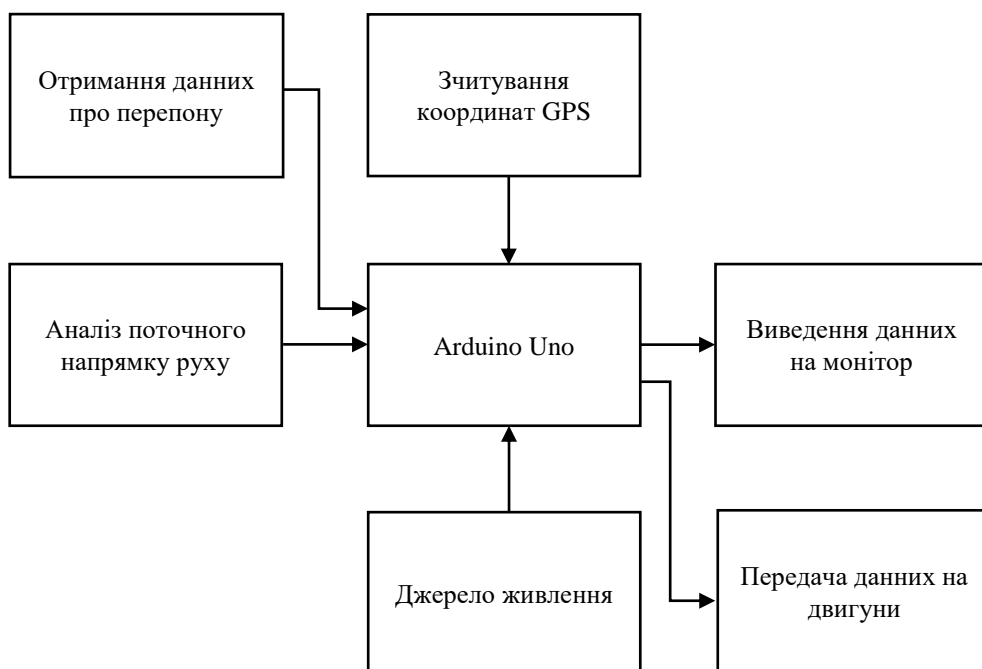 Отримання данних
про перепону
Зчитування
координат GPS
Аналіз поточного
напрямку руху
Arduino Uno
Виведення данних
на монітор
Джерело живлення
Передача данних на
двигуни